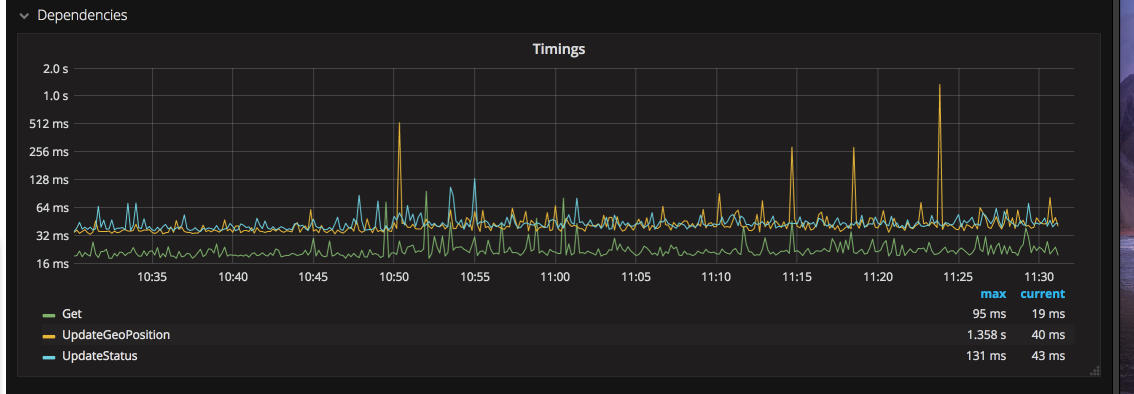 Dependencies
Timings
2.0 s
1.0 s
512 ms
256 ms
128 ms
64 ms
32 ms
16 ms
10:35 10:40 10:45 10:50 10:55 11:00 11:05 11:10 11:15 11:20 11:25 11:30
max current
Get 95 ms 19 ms
UpdateGeoPosition 1.358 s 40 ms
UpdateStatus 131 ms 43 ms